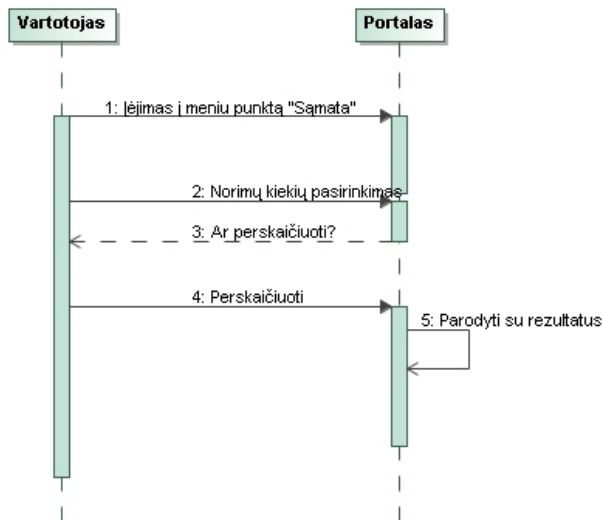 Vartotojas
Portalas
1: Įėjimas į meniu punktą "Sąmata"
2: Norimų kiekių pasirinkimas
3: Ar perskaičiuoti?
4: Perskaičiuoti
5: Parodyti su rezultatus